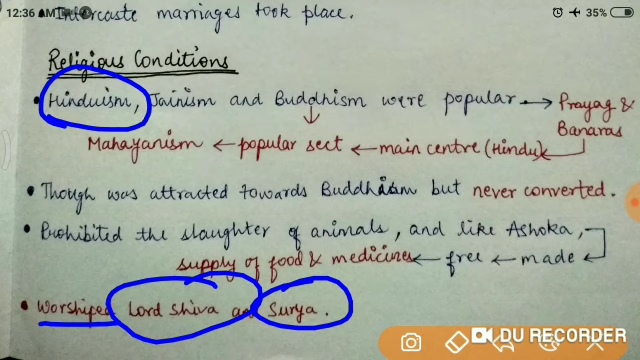 12:36 AM 35%
Intercaste marriages took place.
Religious Conditions
• Hinduism, Jainism and Buddhism were popular → Prayag &
Banaras
Mahayanism ← popular sect ← main centre (Hindu)
• Though was attracted towards Buddhism but never converted.
• Prohibited the slaughter of animals, and like Ashoka,
supply of food & medicines ← free ← made
• Worshiped Lord Shiva and Surya.
DU RECORDER